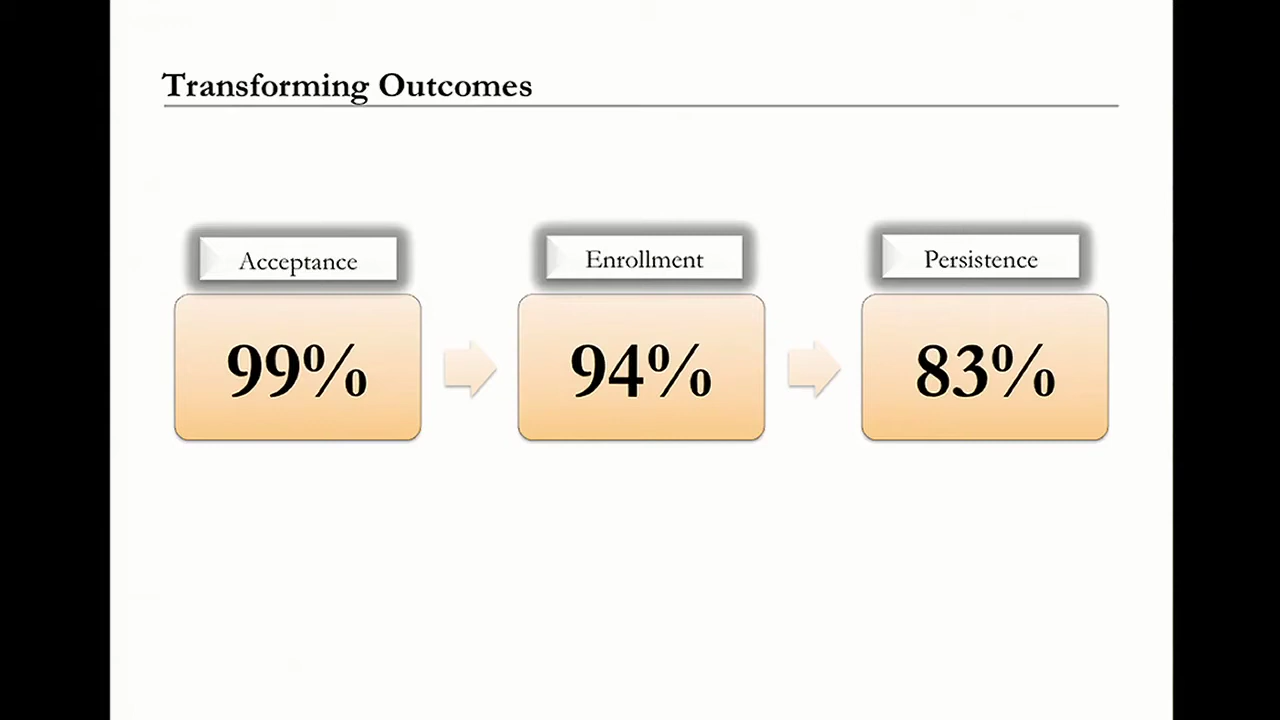 Transforming Outcomes
Acceptance
Enrollment
Persistence
99%
94%
83%